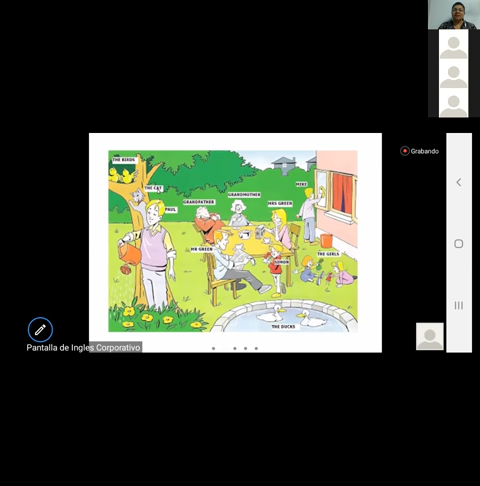 Grabando
THE BIRDS
THE CAT
PAUL
GRANDFATHER
GRANDMOTHER
MIKE
MRS GREEN
MR GREEN
SIMON
THE GIRLS
THE DUCKS
Pantalla de Ingles Corporativo